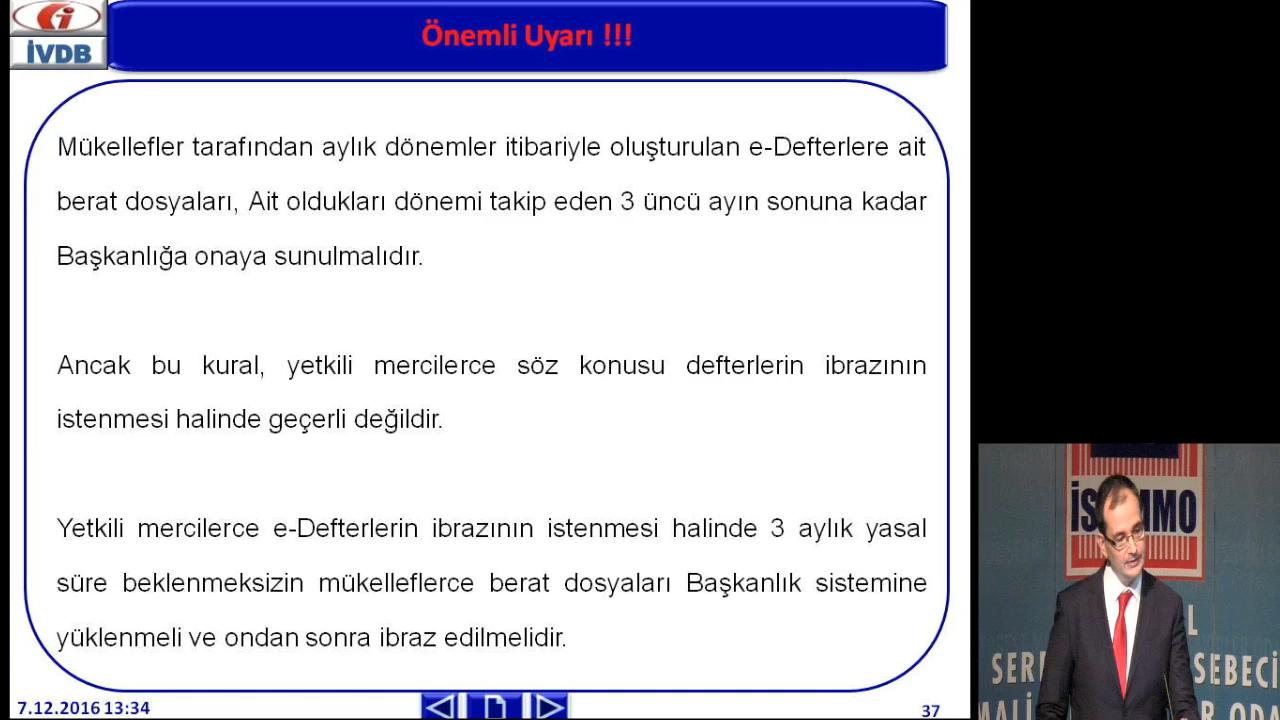 İVDB
Önemli Uyarı !!!
Mükellefler tarafından aylık dönemler itibariyle oluşturulan e-Defterlere ait
berat dosyaları, Ait oldukları dönemi takip eden 3 üncü ayın sonuna kadar
Başkanlığa onaya sunulmalıdır.
Ancak bu kural, yetkili mercilerce söz konusu defterlerin ibrazının
istenmesi halinde geçerli değildir.
Yetkili mercilerce e-Defterlerin ibrazının istenmesi halinde 3 aylık yasal
süre beklenmeksizin mükelleflerce berat dosyaları Başkanlık sistemine
yüklenmeli ve ondan sonra ibraz edilmelidir.
7.12.2016 13:34
37